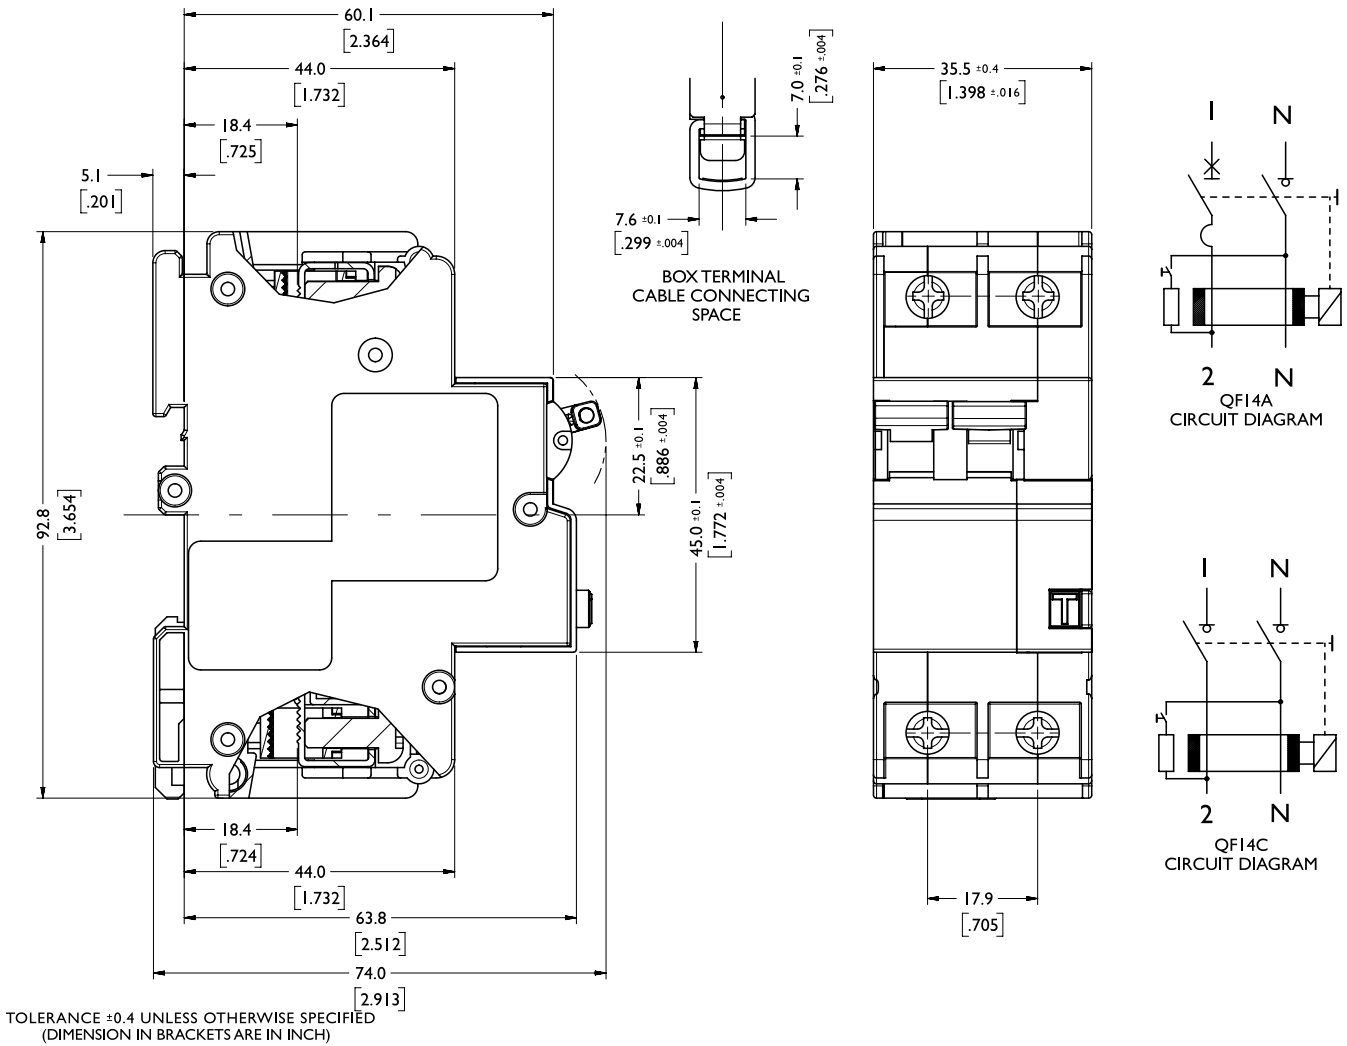 60.1
[2.364]
44.0
[1.732]
18.4
[.725]
5.1
[.201]
92.8
[3.654]
7.0 ±0.1
[.276 ±.004]
7.6 ±0.1
[.299 ±.004]
BOX TERMINAL
CABLE CONNECTING
SPACE
22.5 ±0.1
[.886 ±.004]
45.0 ±0.1
[1.772 ±.004]
18.4
[.724]
44.0
[1.732]
63.8
[2.512]
74.0
[2.913]
TOLERANCE ±0.4 UNLESS OTHERWISE SPECIFIED
(DIMENSION IN BRACKETS ARE IN INCH)
35.5 ±0.4
[1.398 ±.016]
T
17.9
[.705]
1 N
2 N
QF14A
CIRCUIT DIAGRAM
1 N
2 N
QF14C
CIRCUIT DIAGRAM